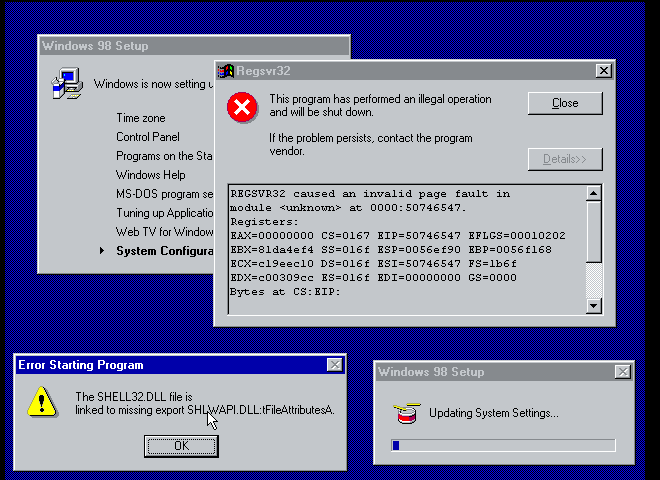 Windows 98 Setup
Windows is now setting u
Time zone
Control Panel
Programs on the Sta
Windows Help
MS-DOS program se
Tuning up Applicatio
Web TV for Window
System Configura
Regsvr32
This program has performed an illegal operation
and will be shut down.
If the problem persists, contact the program
vendor.
Close
Details>>
REGSVR32 caused an invalid page fault in
module <unknown> at 0000:50746547.
Registers:
EAX=00000000 CS=0167 EIP=50746547 EFLGS=00010202
EBX=81da4ef4 SS=016f ESP=0056ef90 EBP=0056f168
ECX=c19eec10 DS=016f ESI=50746547 FS=1b6f
EDX=c00309cc ES=016f EDI=00000000 GS=0000
Bytes at CS:EIP:
Error Starting Program
The SHELL32.DLL file is
linked to missing export SHLWAPI.DLL:tFileAttributesA.
OK
Windows 98 Setup
Updating System Settings...